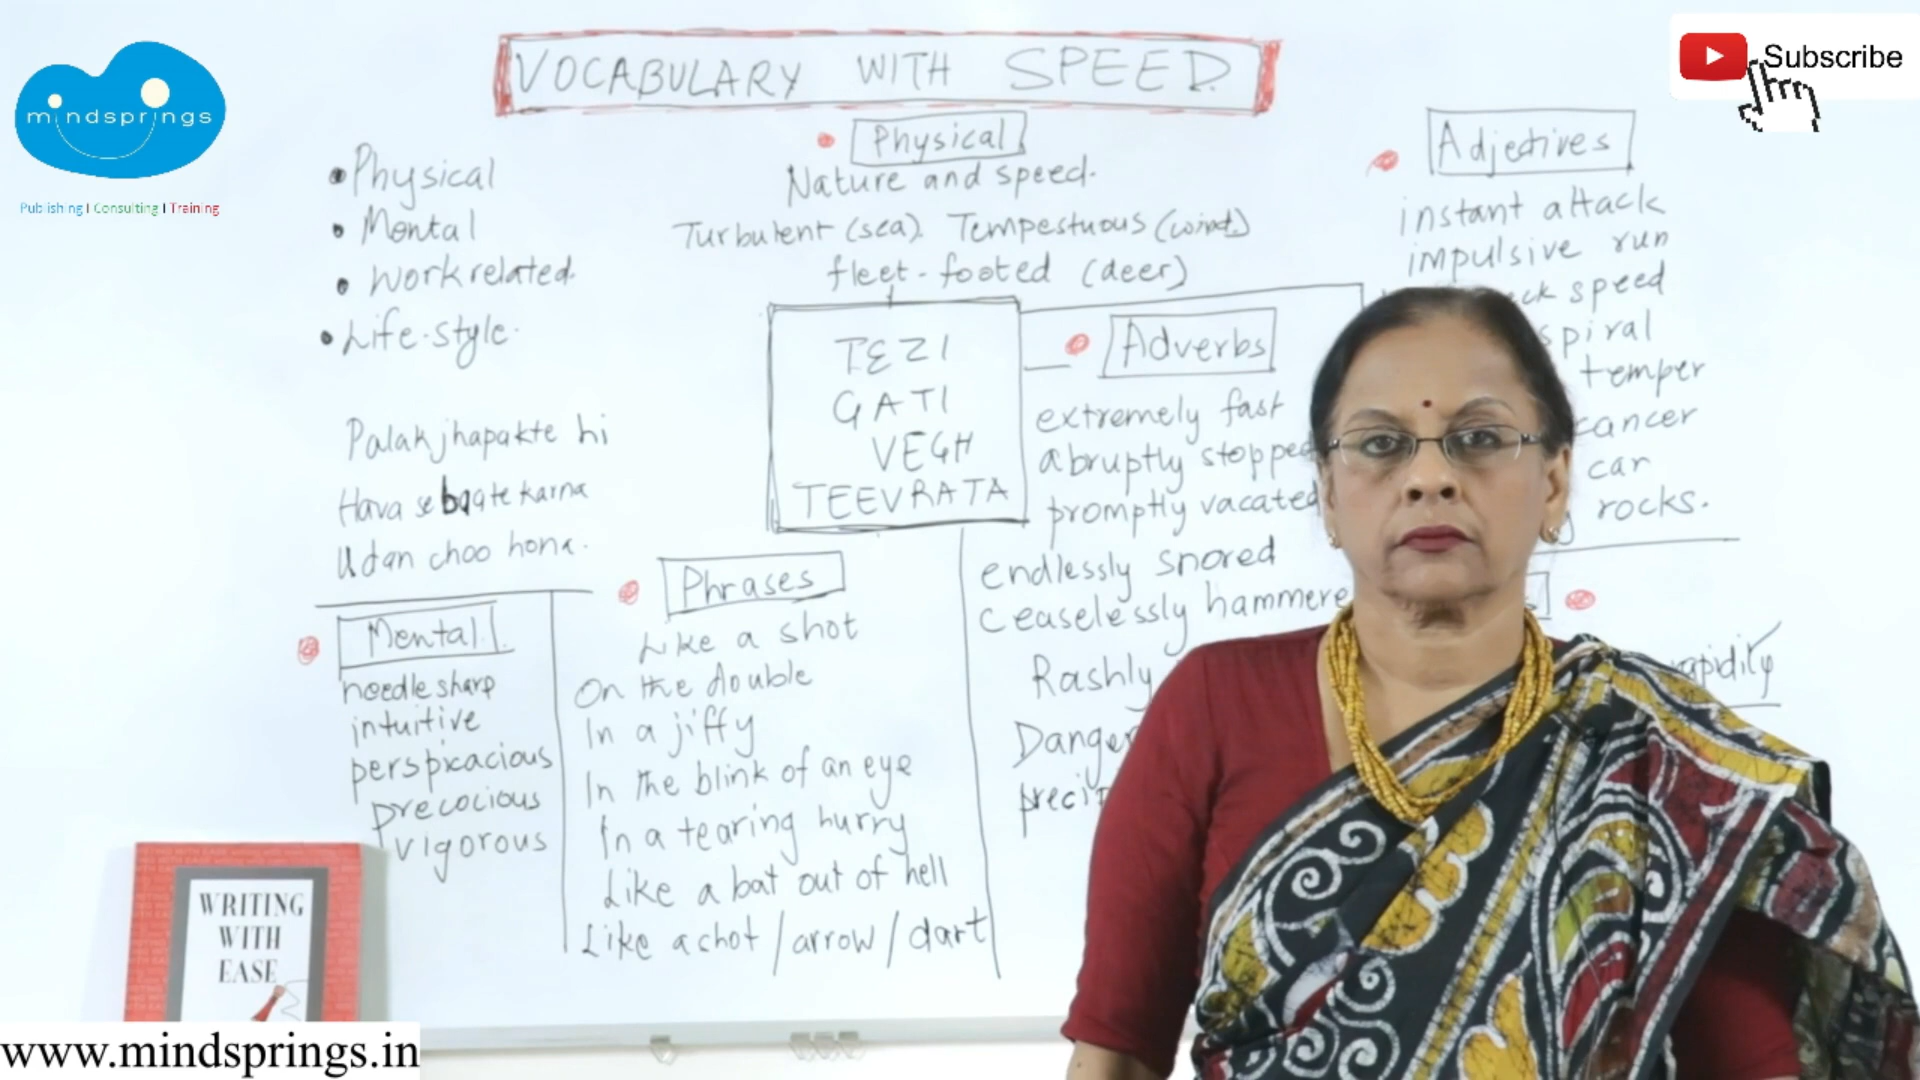 mindsprings
Publishing | Consulting | Training
Subscribe
VOCABULARY WITH SPEED
• Physical
• Mental
• Work related.
• Life-style.
Palak jhapakte hi
Hava se baate karna
Udan choo hona.
Physical
Nature and speed.
Turbulent (sea). Tempestuous (wind)
fleet-footed (deer)
TEZI
GATI
VEGH
TEEVRATA
Adjectives
instant attack
impulsive run
speed
spiral
temper
cancer
car
rocks.
Adverbs
extremely fast
abruptly stopped
promptly vacated
endlessly snored
ceaselessly hammere
Rashly
Mental
needle sharp
intuitive
perspicacious
precocious
vigorous
Phrases
Like a shot
On the double
In a jiffy
In the blink of an eye
In a tearing hurry
Like a bat out of hell
Like a shot / arrow / dart
rapidity
WRITING
WITH
EASE
www.mindsprings.in